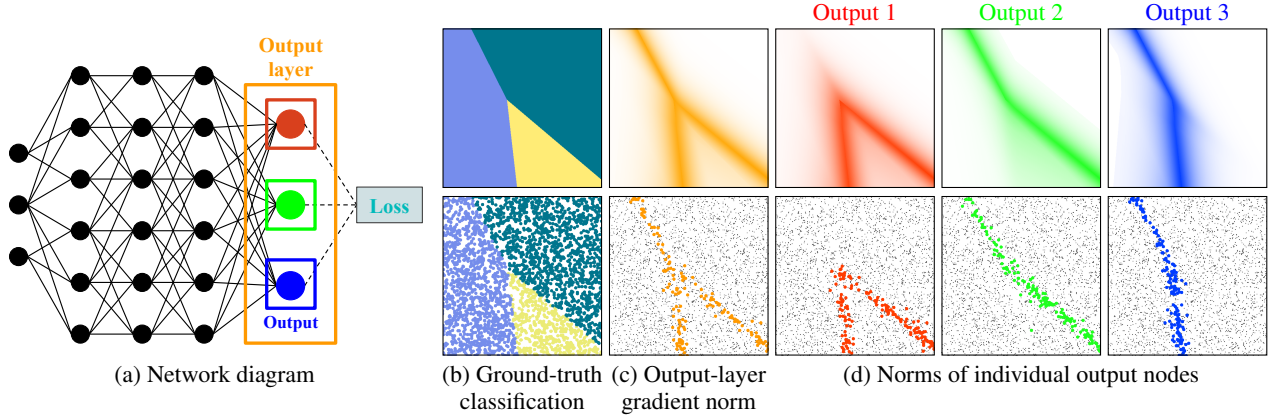 Output
layer
Loss
Output
(a) Network diagram
(b) Ground-truth
classification
(c) Output-layer
gradient norm
Output 1
Output 2
Output 3
(d) Norms of individual output nodes